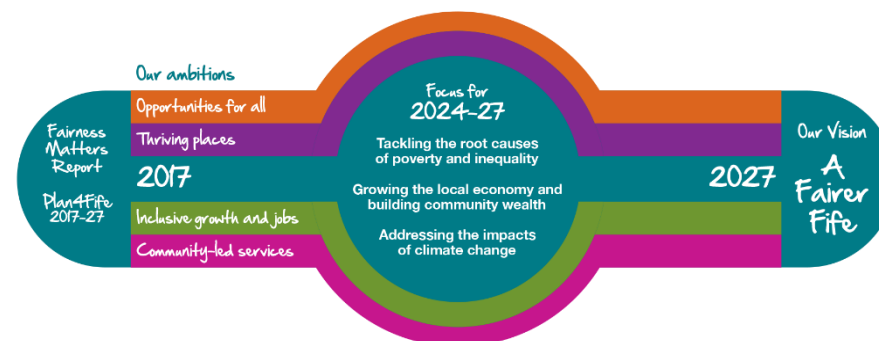 Fairness
Matters
Report
Plan4Fife
2017-27
Our ambitions
Opportunities for all
Thriving places
2017
Inclusive growth and jobs
Community-led services
Focus for
2024-27
Tackling the root causes
of poverty and inequality
Growing the local economy and
building community wealth
Addressing the impacts
of climate change
2027
Our Vision
A
Fairer
Fife